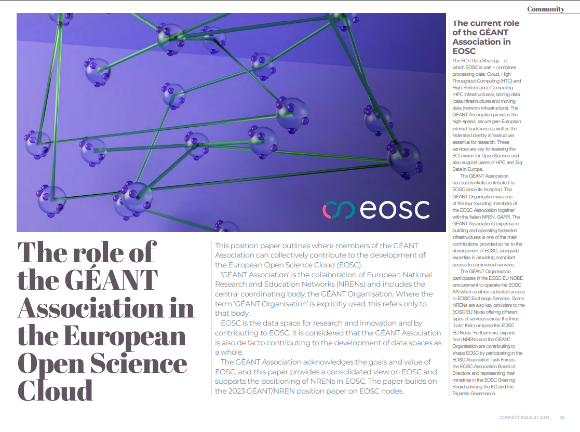 Community
eosc
The role of
the GÉANT
Association in
the European
Open Science
Cloud
This position paper outlines where members of the GÉANT
Association can collectively contribute to the development of
the European Open Science Cloud (EOSC).
'GÉANT Association' is the collaboration of European National
Research and Education Networks (NRENs) and includes the
central coordinating body, the GÉANT Organisation. Where the
term 'GÉANT Organisation' is explicitly used, this refers only to
that body.
EOSC is the data space for research and innovation and by
contributing to EOSC. It is considered that the GÉANT Association
is also de facto contributing to the development of data spaces as
a whole.
The GÉANT Association acknowledges the goals and value of
EOSC, and this paper provides a consolidated view on EOSC and
supports the positioning of NRENs in EOSC. The paper builds on
the 2023 GÉANT/NREN position paper on EOSC nodes.
The current role
of the GÉANT
Association in
EOSC
The EC's Data Strategy – of
which EOSC is part – combines
processing data: Cloud, High
Throughput Computing (HTC) and
High-Performance Computing
(HPC infrastructures), storing data
(data infrastructure and moving
data (network infrastructure). The
GÉANT Association provides the
high-speed, secure pan-European
internet backbone as well as the
federated identity infrastructure
essential for research. These
services are key for realising the
EC's vision for Open Science and
also support users of HPC and Big
Data in Europe.
The GÉANT Association
has substantially contributed to
EOSC since its inception. The
GÉANT Organisation was one
of the four founding members of
the EOSC Association together
with the Italian NREN, GARR. The
GÉANT Association's expertise in
building and operating federated
infrastructures is one of the main
contributions provided so far to the
development of EOSC, alongside
expertise in providing compliant
access to commercial services.
The GÉANT Organisation
participates in the EOSC EU NODE
procurement to operate the EOSC
AAI which enables federated access
to EOSC Exchange Services. Some
NRENs are also key providers to the
EOSC EU Node offering different
types of services across the three
'Lots' that compose the EOSC
EU Node. Furthermore, experts
from NRENs and the GÉANT
Organisation are contributing to
shape EOSC by participating in the
EOSC Association Task Forces,
the EOSC Association Board of
Directors and representing their
ministries in the EOSC Steering
Board advising the EC and the
Tripartite Governance.
CONNECT ISSUE 47 2024